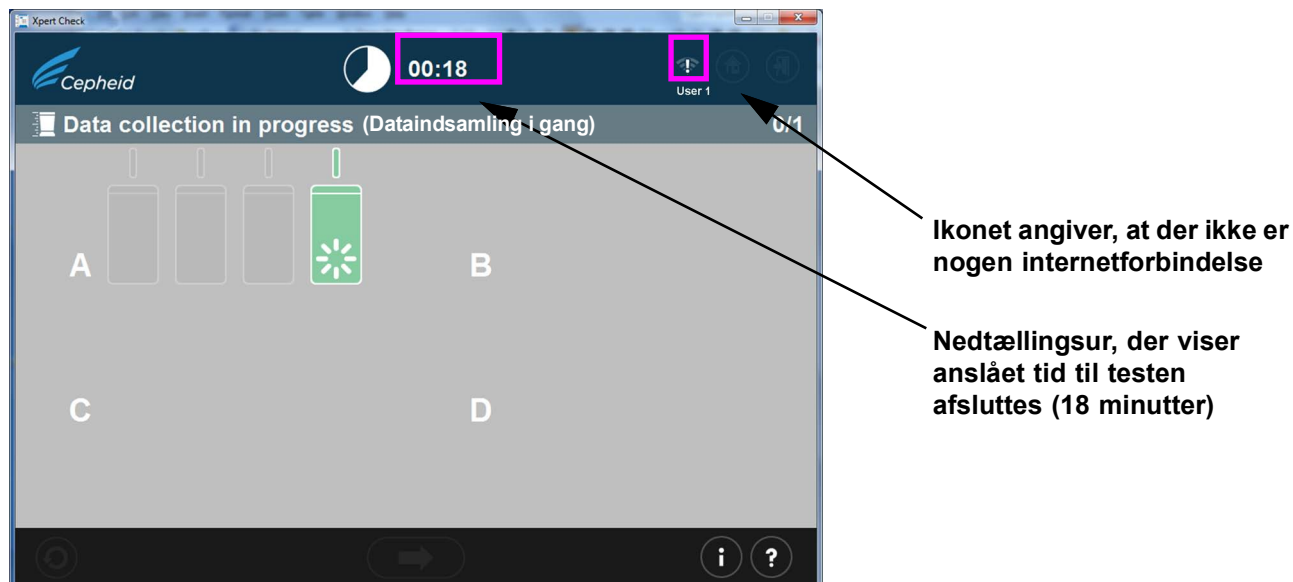 Xpert Check
Cepheid
00:18
User 1
Data collection in progress (Dataindsamling i gang)
0/1
A
B
C
D
i
?
Ikonet angiver, at der ikke er
nogen internetforbindelse
Nedtællingsur, der viser
anslået tid til testen
afsluttes (18 minutter)